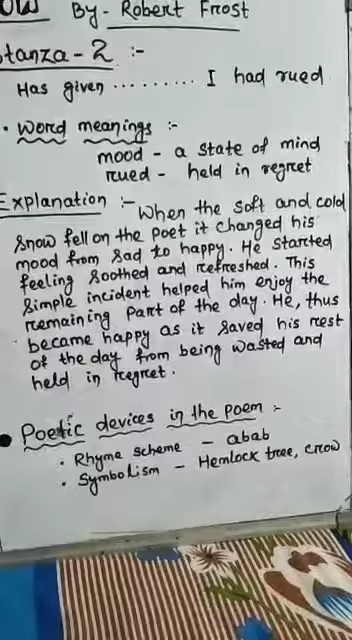 By - Robert Frost
Stanza - 2 :-
Has given .......... I had rued
• Word meanings :-
mood - a state of mind
rued - held in regret
Explanation :- When the soft and cold
snow fell on the poet it changed his
mood from sad to happy. He started
feeling soothed and refreshed. This
simple incident helped him enjoy the
remaining part of the day. He, thus
became happy as it saved his rest
of the day from being wasted and
held in regret.
• Poetic devices in the poem :-
• Rhyme scheme - abab
• Symbolism - Hemlock tree, crow